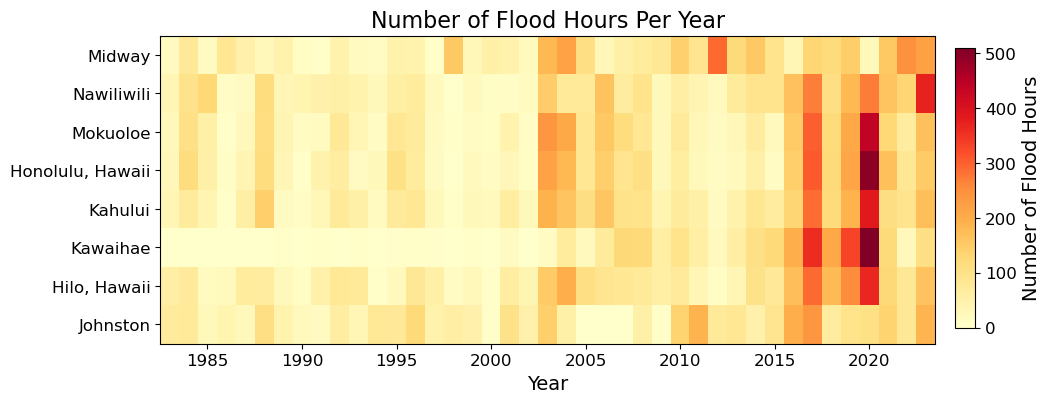 Number of Flood Hours Per Year
Midway
Nawiliwili
Mokuoloe
Honolulu, Hawaii
Kahului
Kawaihae
Hilo, Hawaii
Johnston
1985 1990 1995 2000 2005 2010 2015 2020
Year
500
400
300
200
100
0
Number of Flood Hours